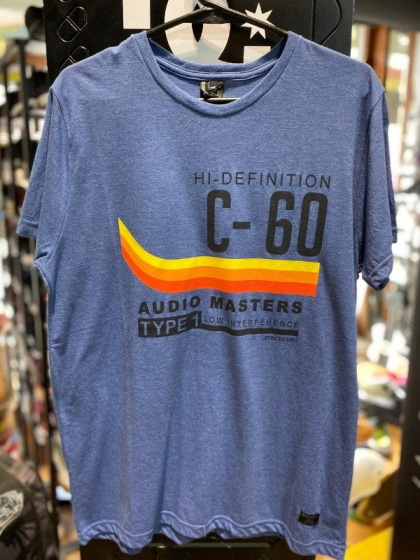 HI-DEFINITION
C-60
AUDIO MASTERS
TYPE 1 LOW INTERFERENCE